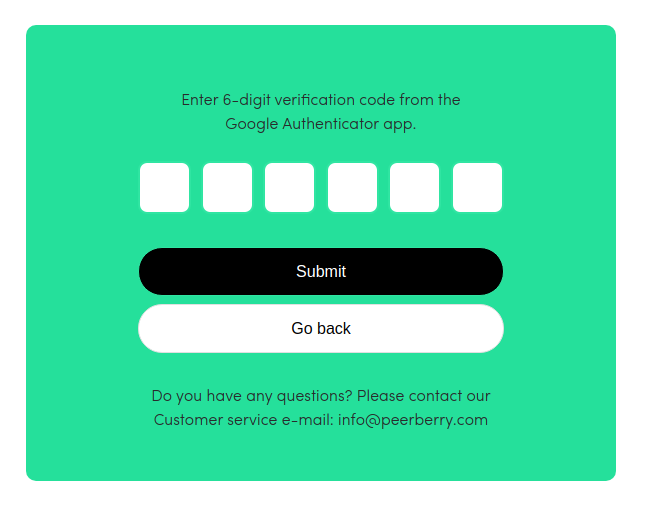 Enter 6-digit verification code from the
Google Authenticator app.
Submit
Go back
Do you have any questions? Please contact our
Customer service e-mail: info@peerberry.com